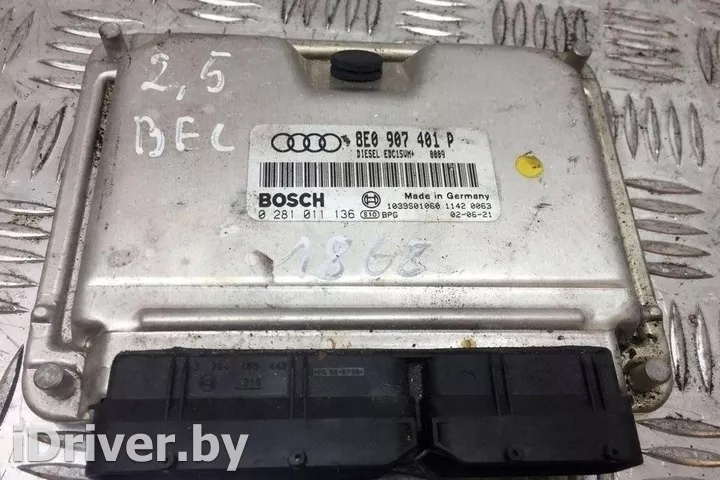 2,5
BFC
8E0 907 401 P
DIESEL EDC15VM+ 0009
BOSCH
Made in Germany
0 281 011 136 810 BPG
1039S01060 1142 0063
02-06-21
1868
iDriver.by